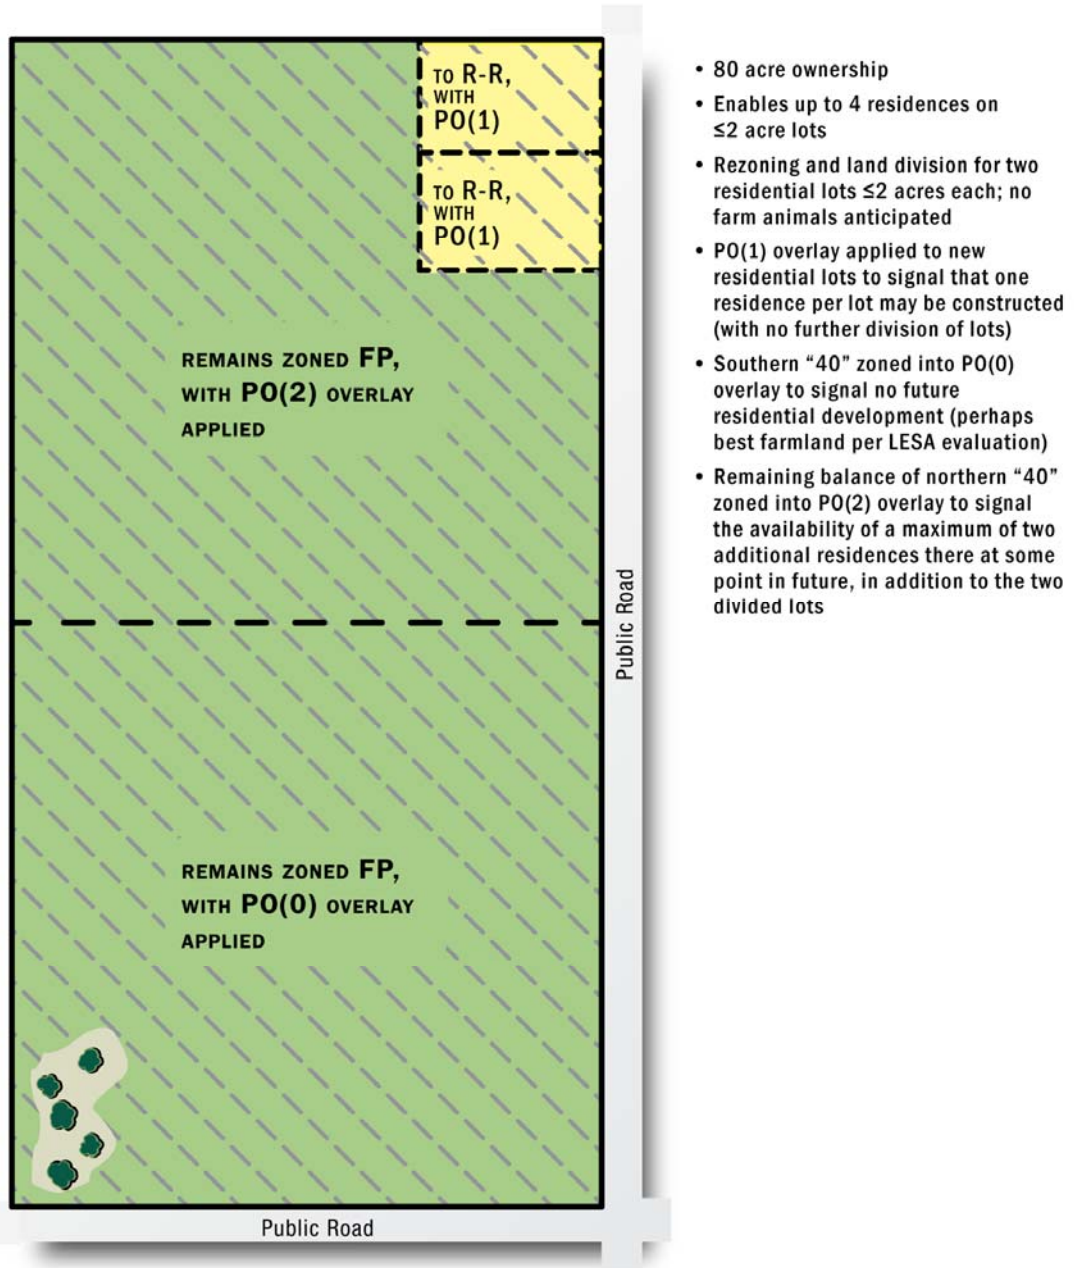 TO R-R,
WITH
PO(1)
TO R-R,
WITH
PO(1)
REMAINS ZONED FP,
WITH PO(2) OVERLAY
APPLIED
REMAINS ZONED FP,
WITH PO(0) OVERLAY
APPLIED
Public Road
Public Road
• 80 acre ownership
• Enables up to 4 residences on
≤2 acre lots
• Rezoning and land division for two
residential lots ≤2 acres each; no
farm animals anticipated
• PO(1) overlay applied to new
residential lots to signal that one
residence per lot may be constructed
(with no further division of lots)
• Southern “40” zoned into PO(0)
overlay to signal no future
residential development (perhaps
best farmland per LESA evaluation)
• Remaining balance of northern “40”
zoned into PO(2) overlay to signal
the availability of a maximum of two
additional residences there at some
point in future, in addition to the two
divided lots